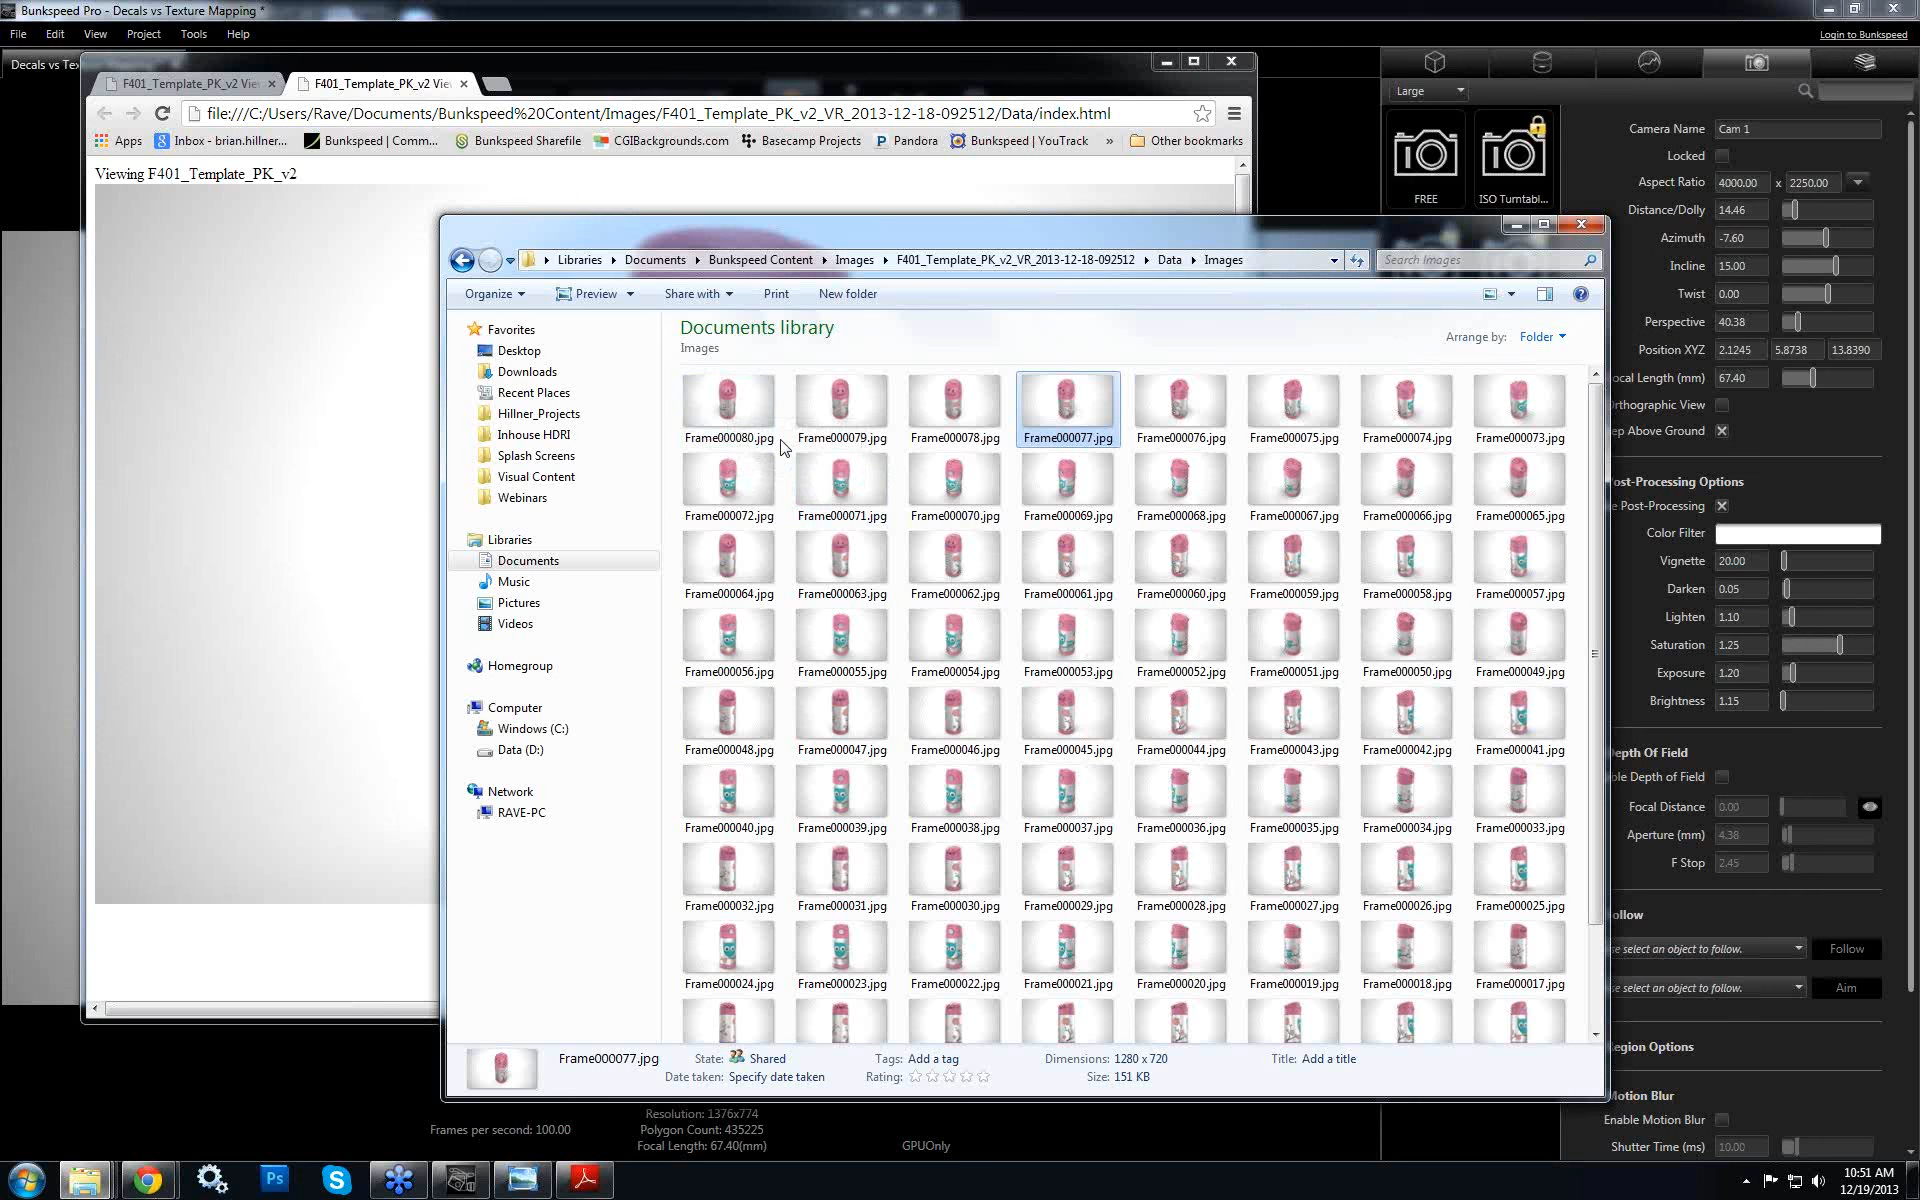 Bunkspeed Pro - Decals vs Texture Mapping *
File Edit View Project Tools Help
Login to Bunkspeed
Decals vs Tex
F401_Template_PK_v2 Vie
F401_Template_PK_v2 Vie
file:///C:/Users/Rave/Documents/Bunkspeed%20Content/Images/F401_Template_PK_v2_VR_2013-12-18-092512/Data/index.html
Apps Inbox - brian.hillner... Bunkspeed | Comm... Bunkspeed Sharefile CGIBackgrounds.com Basecamp Projects Pandora Bunkspeed | YouTrack » Other bookmarks
Viewing F401_Template_PK_v2
Libraries Documents Bunkspeed Content Images F401_Template_PK_v2_VR_2013-12-18-092512 Data Images
Search Images
Organize Preview Share with Print New folder
Documents library
Images
Arrange by: Folder
Favorites
Desktop
Downloads
Recent Places
Hillner_Projects
Inhouse HDRI
Splash Screens
Visual Content
Webinars
Libraries
Documents
Music
Pictures
Videos
Homegroup
Computer
Windows (C:)
Data (D:)
Network
RAVE-PC
Frame000080.jpg Frame000079.jpg Frame000078.jpg Frame000077.jpg Frame000076.jpg Frame000075.jpg Frame000074.jpg Frame000073.jpg
Frame000072.jpg Frame000071.jpg Frame000070.jpg Frame000069.jpg Frame000068.jpg Frame000067.jpg Frame000066.jpg Frame000065.jpg
Frame000064.jpg Frame000063.jpg Frame000062.jpg Frame000061.jpg Frame000060.jpg Frame000059.jpg Frame000058.jpg Frame000057.jpg
Frame000056.jpg Frame000055.jpg Frame000054.jpg Frame000053.jpg Frame000052.jpg Frame000051.jpg Frame000050.jpg Frame000049.jpg
Frame000048.jpg Frame000047.jpg Frame000046.jpg Frame000045.jpg Frame000044.jpg Frame000043.jpg Frame000042.jpg Frame000041.jpg
Frame000040.jpg Frame000039.jpg Frame000038.jpg Frame000037.jpg Frame000036.jpg Frame000035.jpg Frame000034.jpg Frame000033.jpg
Frame000032.jpg Frame000031.jpg Frame000030.jpg Frame000029.jpg Frame000028.jpg Frame000027.jpg Frame000026.jpg Frame000025.jpg
Frame000024.jpg Frame000023.jpg Frame000022.jpg Frame000021.jpg Frame000020.jpg Frame000019.jpg Frame000018.jpg Frame000017.jpg
Frame000077.jpg State: Shared Tags: Add a tag Dimensions: 1280 x 720 Title: Add a title
Date taken: Specify date taken Rating: Size: 151 KB
Large
FREE
ISO Turntabl...
Camera Name Cam 1
Locked
Aspect Ratio 4000.00 x 2250.00
Distance/Dolly 14.46
Azimuth -7.60
Incline 15.00
Twist 0.00
Perspective 40.38
Position XYZ 2.1245 5.8738 13.8390
ocal Length (mm) 67.40
rthographic View
ep Above Ground
ost-Processing Options
e Post-Processing
Color Filter
Vignette 20.00
Darken 0.05
Lighten 1.10
Saturation 1.25
Exposure 1.20
Brightness 1.15
epth Of Field
ble Depth of Field
Focal Distance 0.00
Aperture (mm) 4.38
F Stop 2.45
ollow
se select an object to follow. Follow
se select an object to follow. Aim
egion Options
Motion Blur
Enable Motion Blur
Shutter Time (ms) 10.00
Frames per second: 100.00
Resolution: 1376x774
Polygon Count: 435225
Focal Length: 67.40(mm)
GPUOnly
Ps
10:51 AM
12/19/2013